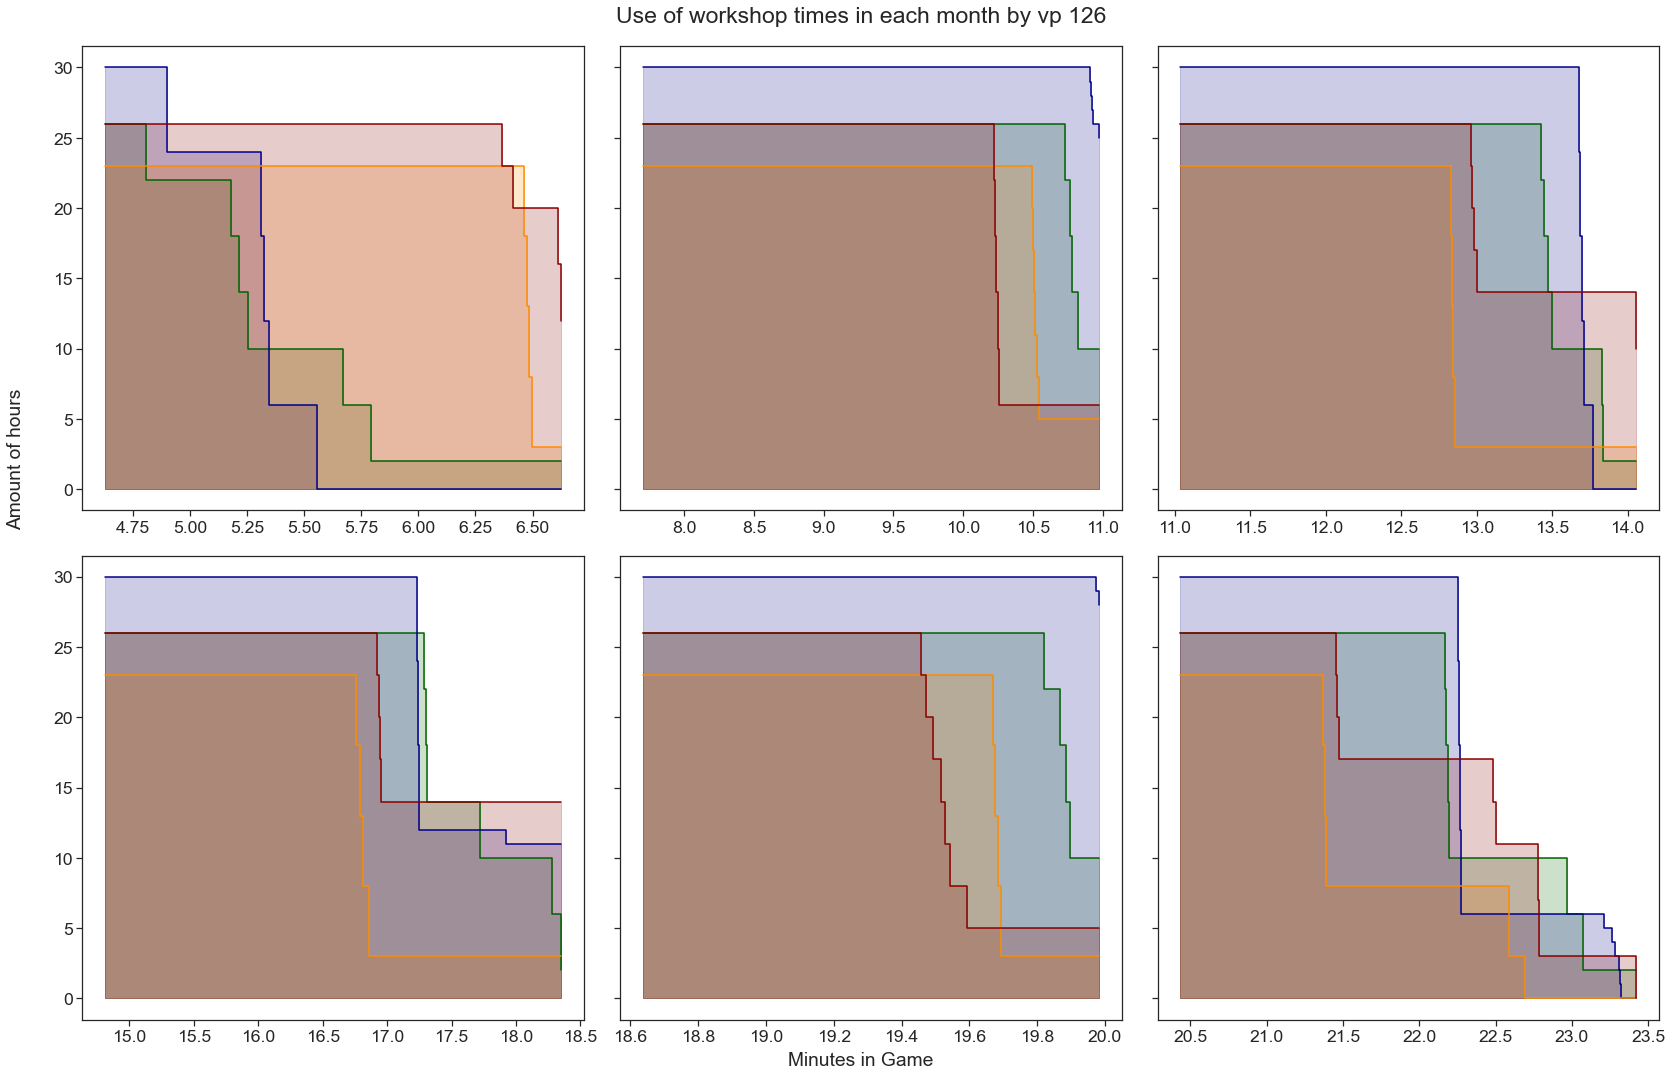 Use of workshop times in each month by vp 126
Amount of hours
30
25
20
15
10
5
0
4.75 5.00 5.25 5.50 5.75 6.00 6.25 6.50
8.0 8.5 9.0 9.5 10.0 10.5 11.0
11.0 11.5 12.0 12.5 13.0 13.5 14.0
30
25
20
15
10
5
0
15.0 15.5 16.0 16.5 17.0 17.5 18.0 18.5
18.6 18.8 19.0 19.2 19.4 19.6 19.8 20.0
20.5 21.0 21.5 22.0 22.5 23.0 23.5
Minutes in Game